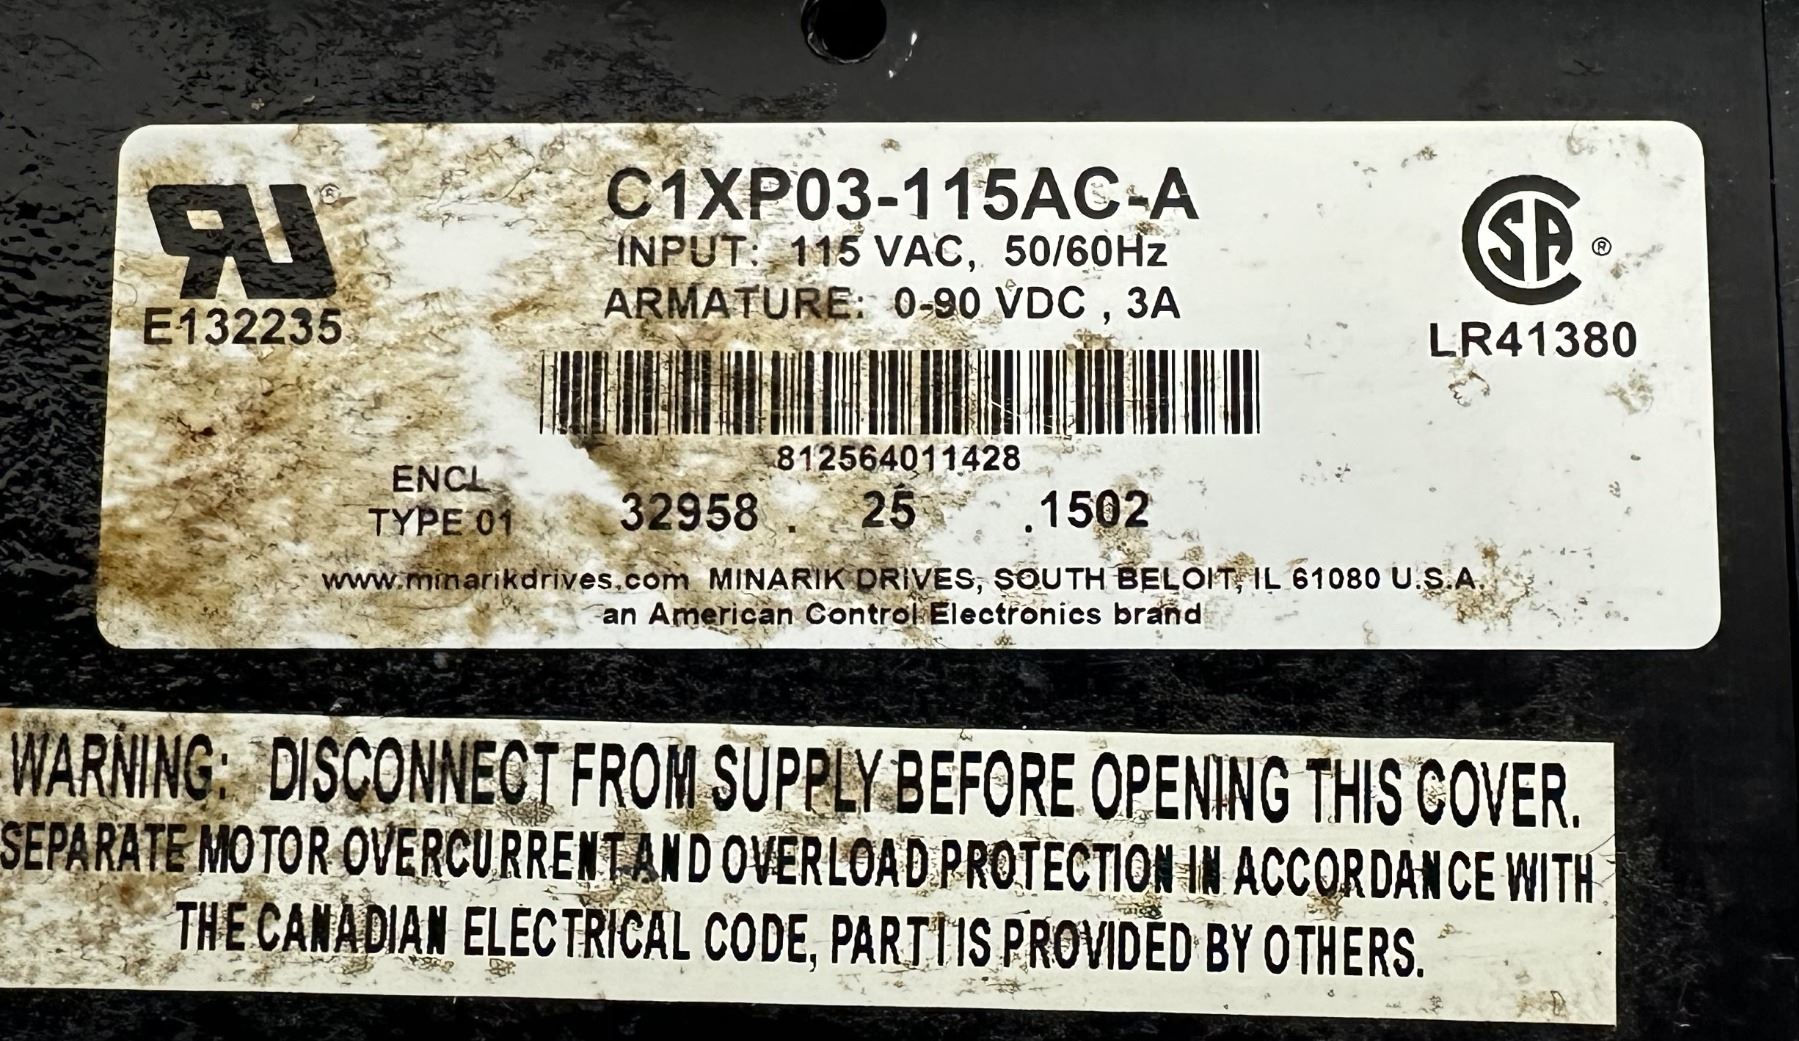 C1XP03-115AC-A
INPUT: 115 VAC, 50/60Hz
ARMATURE: 0-90 VDC , 3A
RU®
E132235
CSA®
LR41380
812564011428
ENCL
TYPE 01
32958 . 25 .1502
www.minarikdrives.com MINARIK DRIVES, SOUTH BELOIT, IL 61080 U.S.A.
an American Control Electronics brand
WARNING: DISCONNECT FROM SUPPLY BEFORE OPENING THIS COVER.
SEPARATE MOTOR OVERCURRENT AND OVERLOAD PROTECTION IN ACCORDANCE WITH
THE CANADIAN ELECTRICAL CODE, PART I IS PROVIDED BY OTHERS.